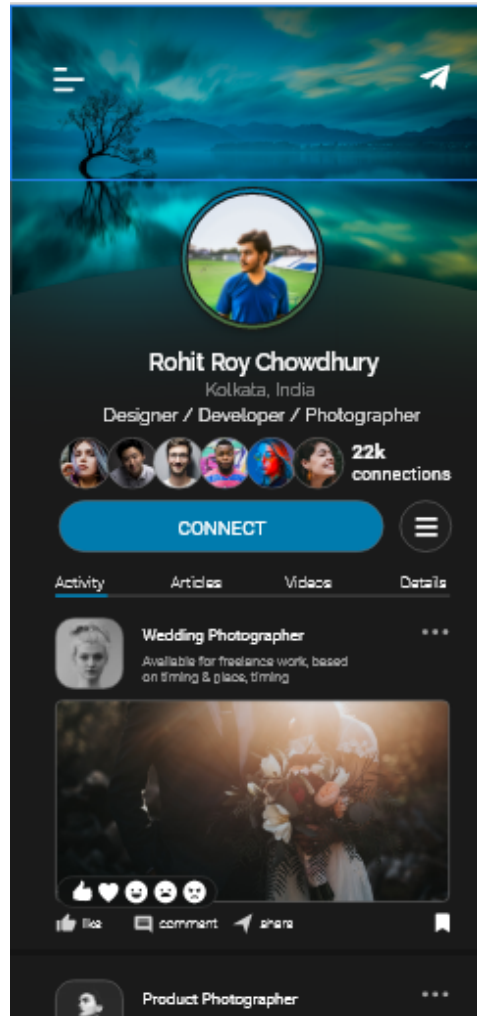 Rohit Roy Chowdhury
Kolkata, India
Designer / Developer / Photographer
22k
connections
CONNECT
Activity Articles Videos Details
Wedding Photographer
Available for freelance work, based
on timing & place, timing
like comment share
Product Photographer